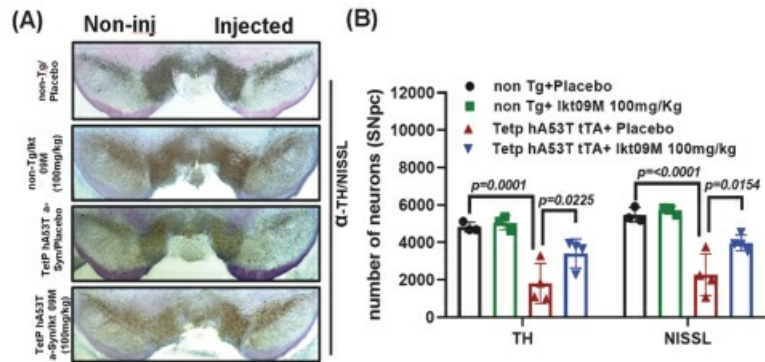 (A)
Non-inj
Injected
non-Tg/
Placebo
non-Tg/Ikt
09M
(100mg/kg)
TetP hA53T a-
Syn/Placebo
TetP hA53T
a-Syn/Ikt 09M
(100mg/kg)
α-TH/NISSL
(B)
non Tg+Placebo
non Tg+ Ikt09M 100mg/Kg
Tetp hA53T tTA+ Placebo
Tetp hA53T tTA+ Ikt09M 100mg/kg
number of neurons (SNpc)
12000
10000
8000
6000
4000
2000
0
p=0.0001
p=0.0225
p=<0.0001
p=0.0154
TH
NISSL